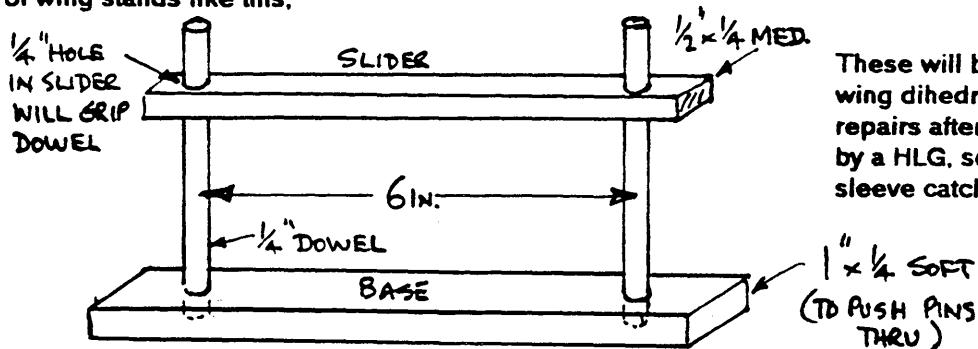 of wing stands like this,
1/4" HOLE
IN SLIDER
WILL GRIP
DOWEL
SLIDER
1/2" x 1/4 MED.
These will b
wing dihedr
repairs after
by a HLG, s
sleeve catch
6 IN.
1/4" DOWEL
BASE
1" x 1/4 SOFT
(TO PUSH PINS
THRU)